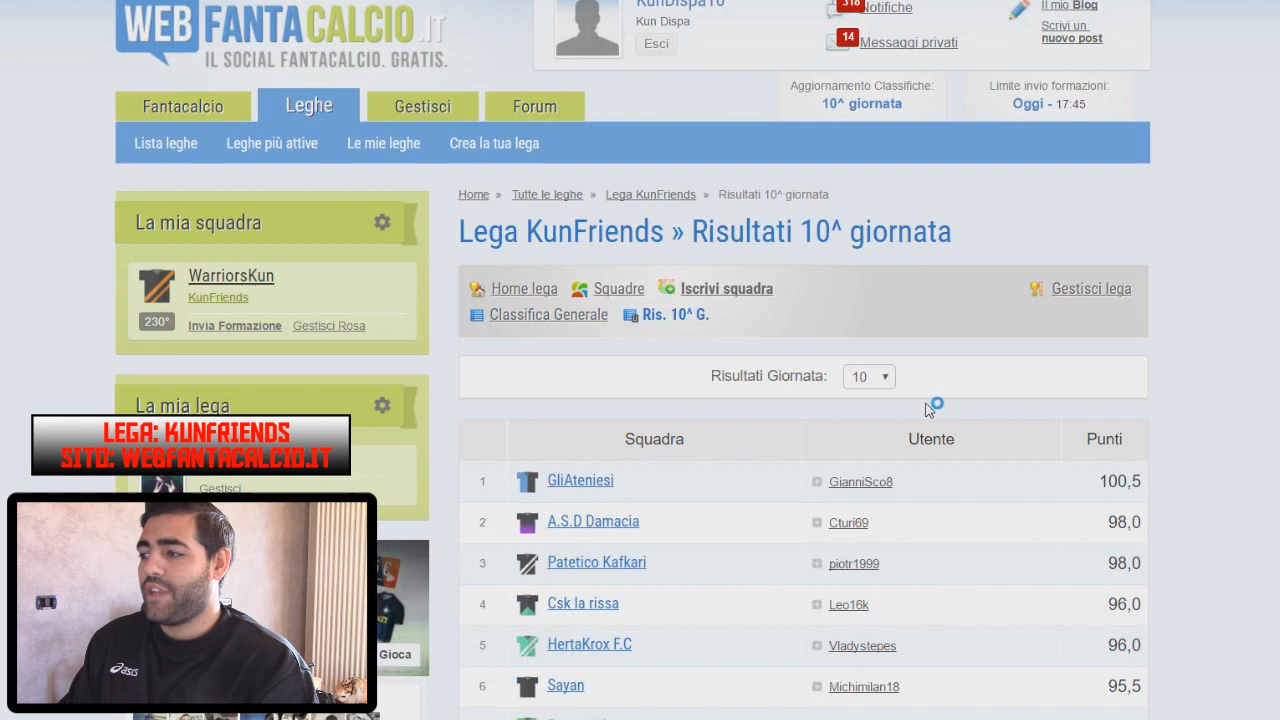 WEB FANTACALCIO.IT
IL SOCIAL FANTACALCIO. GRATIS.
KunDispa10
Kun Dispa
Esci
318
Notifiche
14
Messaggi privati
Il mio Blog
Scrivi un
nuovo post
Fantacalcio
Leghe
Gestisci
Forum
Aggiornamento Classifiche:
10^ giornata
Limite invio formazioni:
Oggi - 17:45
Lista leghe
Leghe più attive
Le mie leghe
Crea la tua lega
La mia squadra
WarriorsKun
KunFriends
230°
Invia Formazione
Gestisci Rosa
La mia lega
Gestisci
LEGA: KUNFRIENDS
SITO: WEBFANTACALCIO.IT
asics
Gioca
Home » Tutte le leghe » Lega KunFriends » Risultati 10^ giornata
Lega KunFriends » Risultati 10^ giornata
Home lega
Squadre
Iscrivi squadra
Gestisci lega
Classifica Generale
Ris. 10^ G.
Risultati Giornata: 10
Squadra Utente Punti
1 GliAteniesi GianniSco8 100,5
2 A.S.D Damacia Cturi69 98,0
3 Patetico Kafkari piotr1999 98,0
4 Csk la rissa Leo16k 96,0
5 HertaKrox F.C Vladystepes 96,0
6 Sayan Michimilan18 95,5